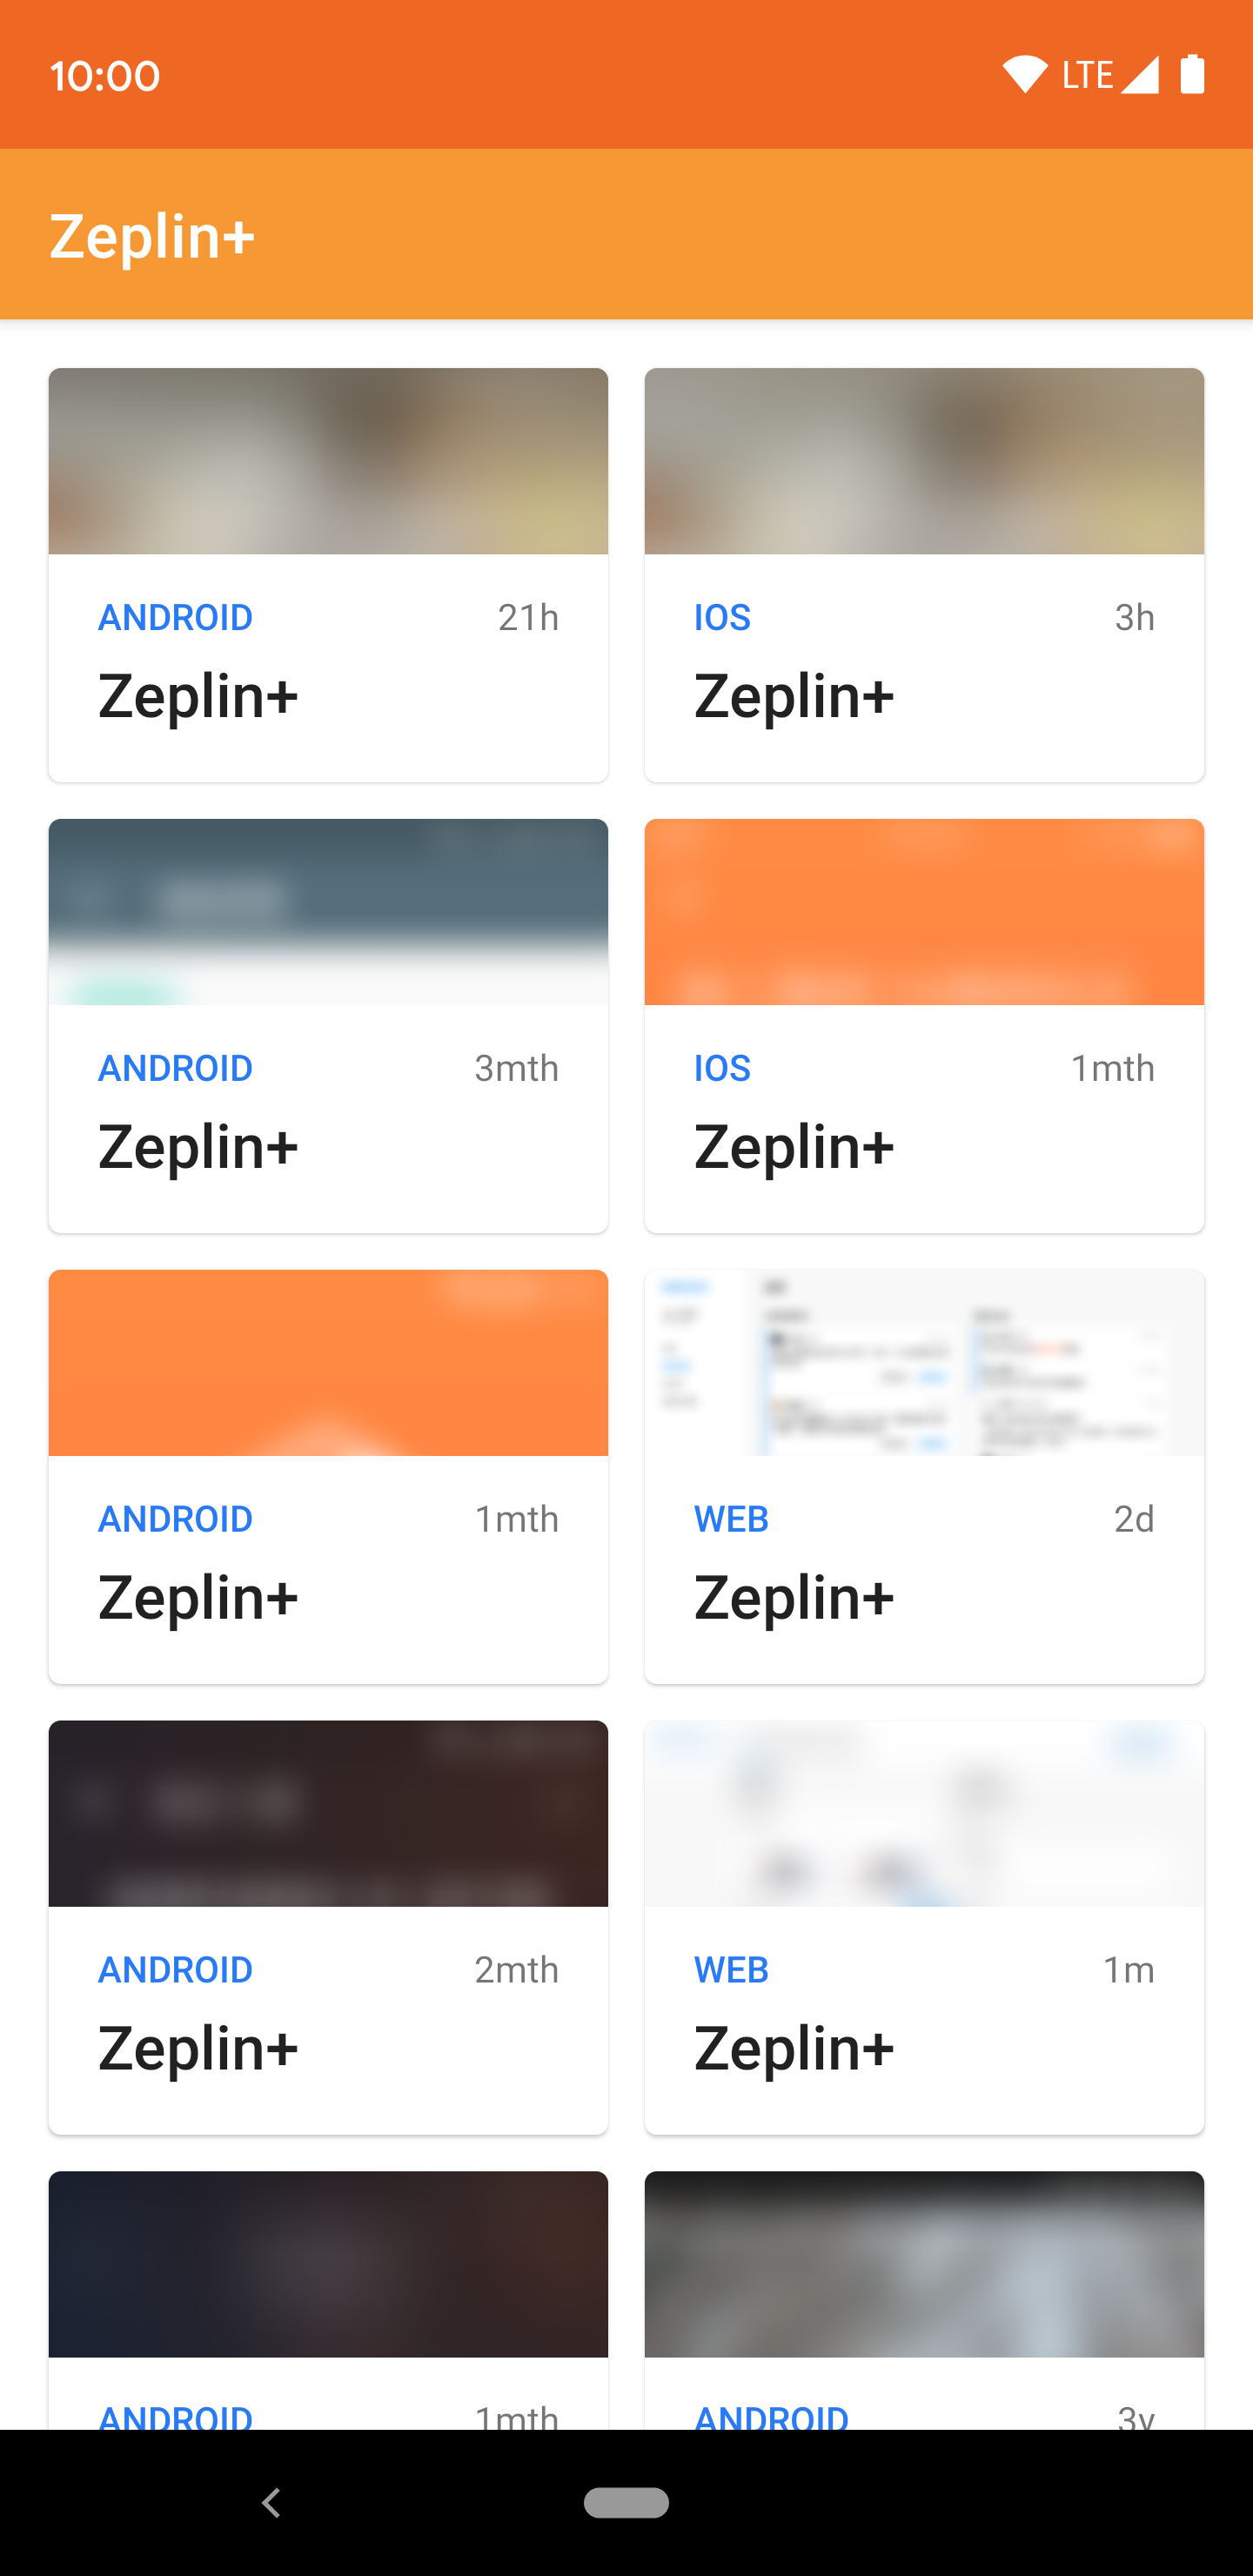 10:00 LTE
Zeplin+
ANDROID 21h
Zeplin+
IOS 3h
Zeplin+
ANDROID 3mth
Zeplin+
IOS 1mth
Zeplin+
ANDROID 1mth
Zeplin+
WEB 2d
Zeplin+
ANDROID 2mth
Zeplin+
WEB 1m
Zeplin+
ANDROID 1mth
ANDROID 3y